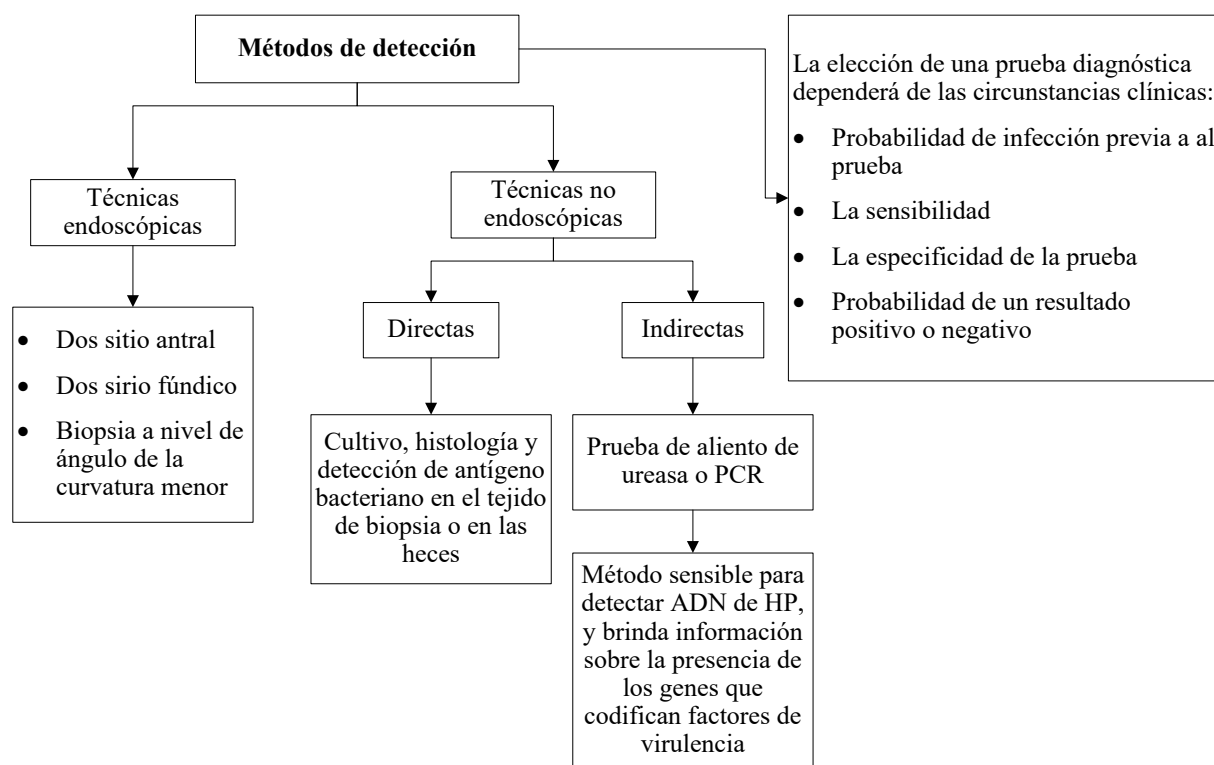 Métodos de detección
La elección de una prueba diagnóstica
dependerá de las circunstancias clínicas:
• Probabilidad de infección previa a al
prueba
• La sensibilidad
• La especificidad de la prueba
• Probabilidad de un resultado
positivo o negativo
Técnicas
endoscópicas
Técnicas no
endoscópicas
• Dos sitio antral
• Dos sirio fúndico
• Biopsia a nivel de
ángulo de la
curvatura menor
Directas
Indirectas
Cultivo, histología y
detección de antígeno
bacteriano en el tejido
de biopsia o en las
heces
Prueba de aliento de
ureasa o PCR
Método sensible para
detectar ADN de HP,
y brinda información
sobre la presencia de
los genes que
codifican factores de
virulencia